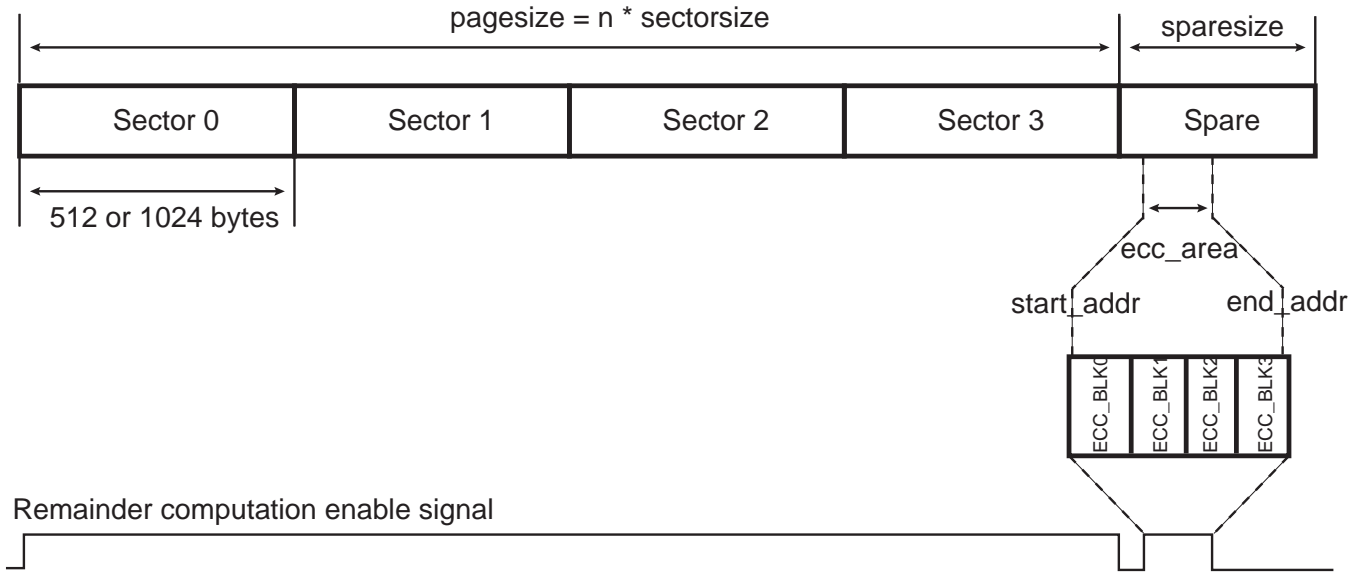 pagesize = n * sectorsize
sparesize
Sector 0
Sector 1
Sector 2
Sector 3
Spare
512 or 1024 bytes
ecc_area
start_addr
end_addr
ECC_BLK0
ECC_BLK1
ECC_BLK2
ECC_BLK3
Remainder computation enable signal